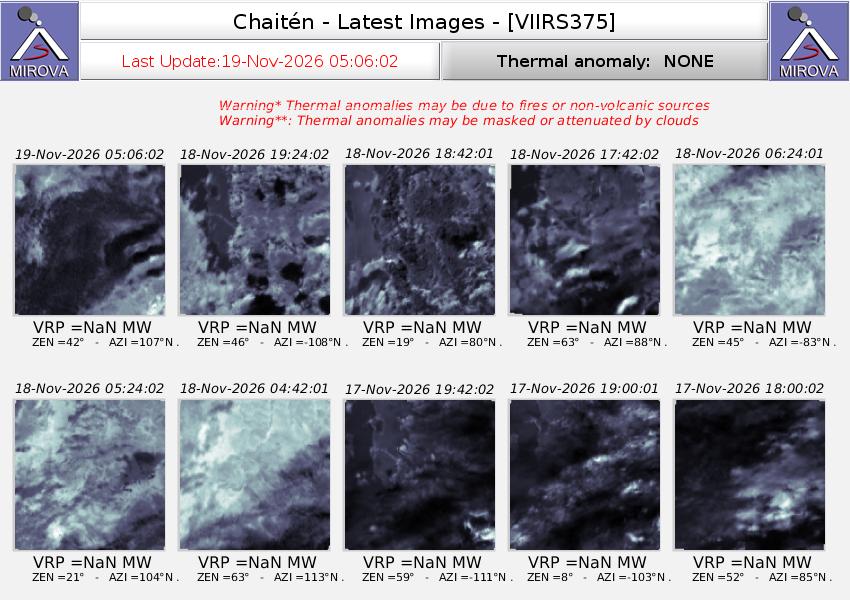 Chaitén - Latest Images - [VIIRS375]
MIROVA
Last Update:19-Nov-2026 05:06:02
Thermal anomaly: NONE
MIROVA
Warning* Thermal anomalies may be due to fires or non-volcanic sources
Warning**: Thermal anomalies may be masked or attenuated by clouds
19-Nov-2026 05:06:02
18-Nov-2026 19:24:02
18-Nov-2026 18:42:01
18-Nov-2026 17:42:02
18-Nov-2026 06:24:01
VRP =NaN MW
VRP =NaN MW
VRP =NaN MW
VRP =NaN MW
VRP =NaN MW
ZEN =42° - AZI =107°N .
ZEN =46° - AZI =-108°N .
ZEN =19° - AZI =80°N .
ZEN =63° - AZI =88°N .
ZEN =45° - AZI =-83°N .
18-Nov-2026 05:24:02
18-Nov-2026 04:42:01
17-Nov-2026 19:42:02
17-Nov-2026 19:00:01
17-Nov-2026 18:00:02
VRP =NaN MW
VRP =NaN MW
VRP =NaN MW
VRP =NaN MW
VRP =NaN MW
ZEN =21° - AZI =104°N .
ZEN =63° - AZI =113°N .
ZEN =59° - AZI =-111°N .
ZEN =8° - AZI =-103°N .
ZEN =52° - AZI =85°N .